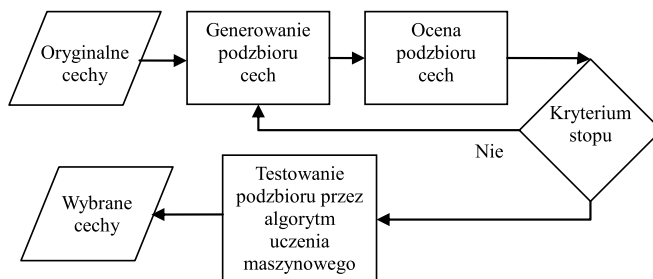 Oryginalne
cechy
Generowanie
podzbioru
cech
Ocena
podzbioru
cech
Kryterium
stopu
Nie
Testowanie
podzbioru przez
algorytm
uczenia
maszynowego
Wybrane
cechy